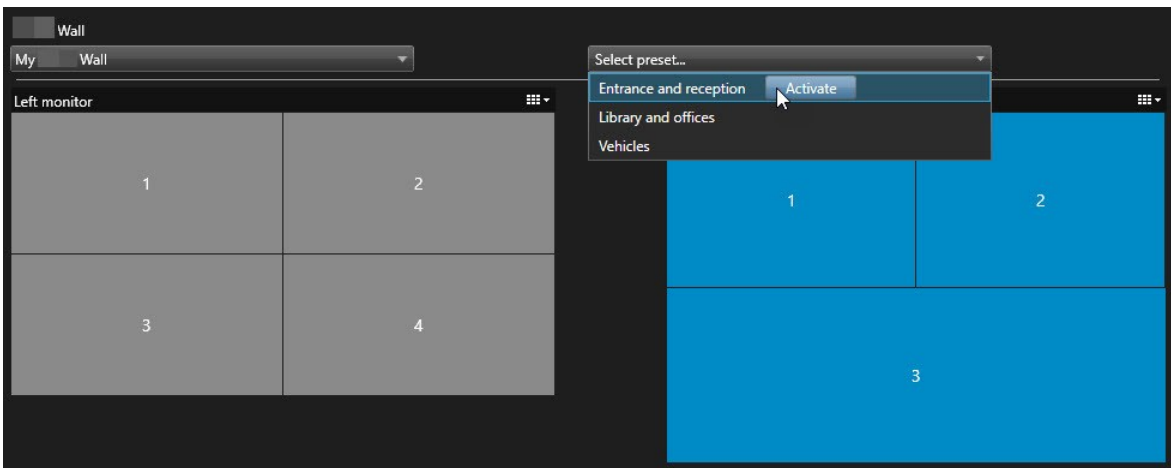 Wall
My Wall
Select preset...
Entrance and reception Activate
Library and offices
Vehicles
Left monitor
1
2
3
4
1
2
3